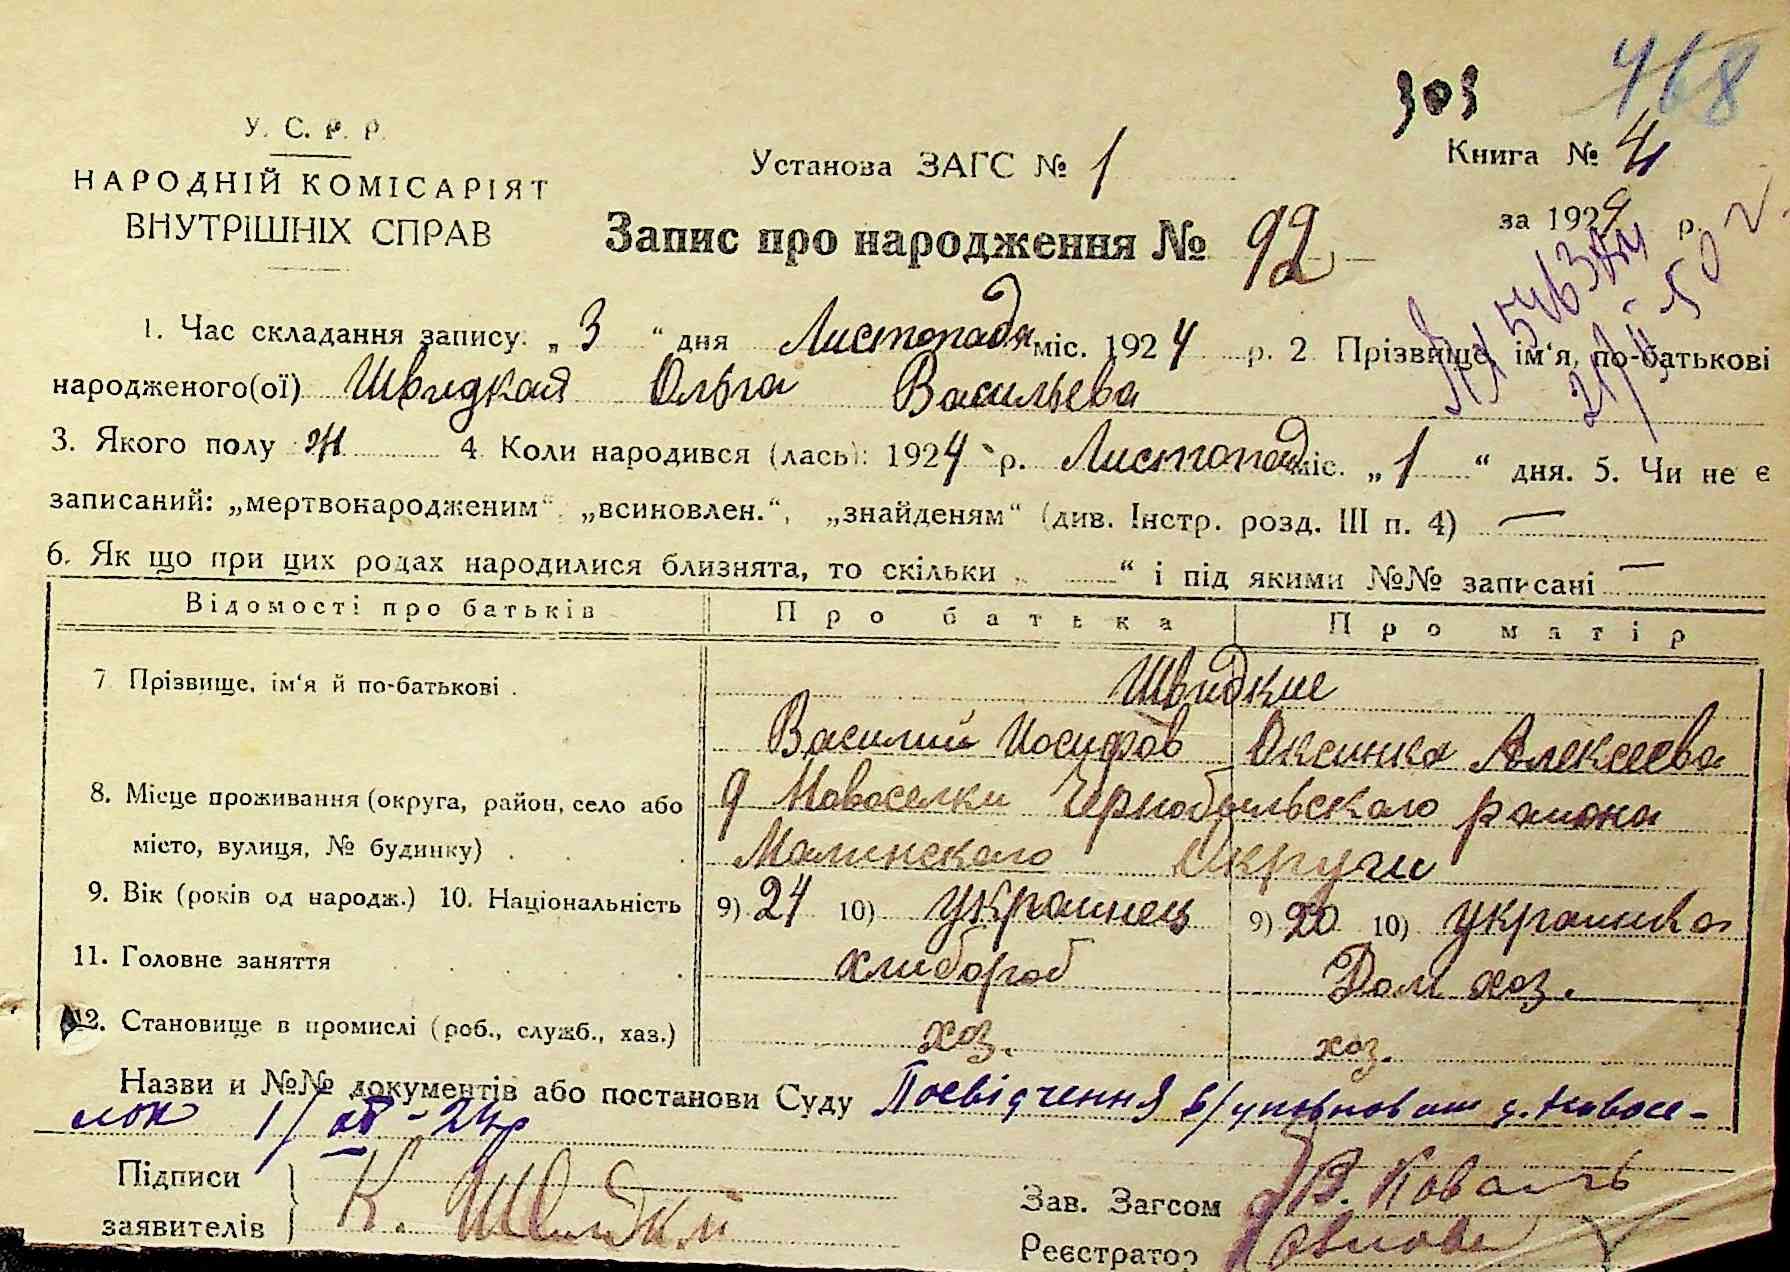 468
303
У. С. Р. Р.
НАРОДНІЙ КОМІСАРІЯТ
ВНУТРІШНІХ СПРАВ
Установа ЗАГС № 1
Книга № 4
за 1924 р.
Запис про народження № 92
1. Час складання запису: „ 3 “ дня Листопада міс. 1924 р. 2 Прізвище, ім‘я, по-батькові
народженого(ої) Швидкая Ольга Васильева
3. Якого полу ж 4 Коли народився (лась): 1924 р. Листопад міс. „ 1 “ дня. 5. Чи не є
записаний: „мертвонародженим“, „всиновлен.“, „знайденям“ (див. Інстр. розд. III п. 4) —
6. Як що при цих родах народилися близнята, то скільки „ “ і під якими №№ записані —
Відомості про батьків Про батька Про матір
7 Прізвище, ім‘я й по-батькові . Швидкие
Василий Иосифов Оксинка Алексеева
8. Місце проживання (округа, район, село або д Новоселки Чернобыльского района
місто, вулиця, № будинку) . . . Малинского Округи
9. Вік (років од народж.) 10. Національність 9) 24 10) украинец 9) 20 10) украинка
11. Головне заняття . . . хлибороб Дом хоз.
12. Становище в промислі (роб., служб., хаз.) хоз. хоз.
Назви и №№ документів або постанови Суду Посвідчення с. Новосе-
лок 1/ - 24р
Підписи
заявителів К. Швидкий
Зав. Загсом В. Коваль
Реєстратор